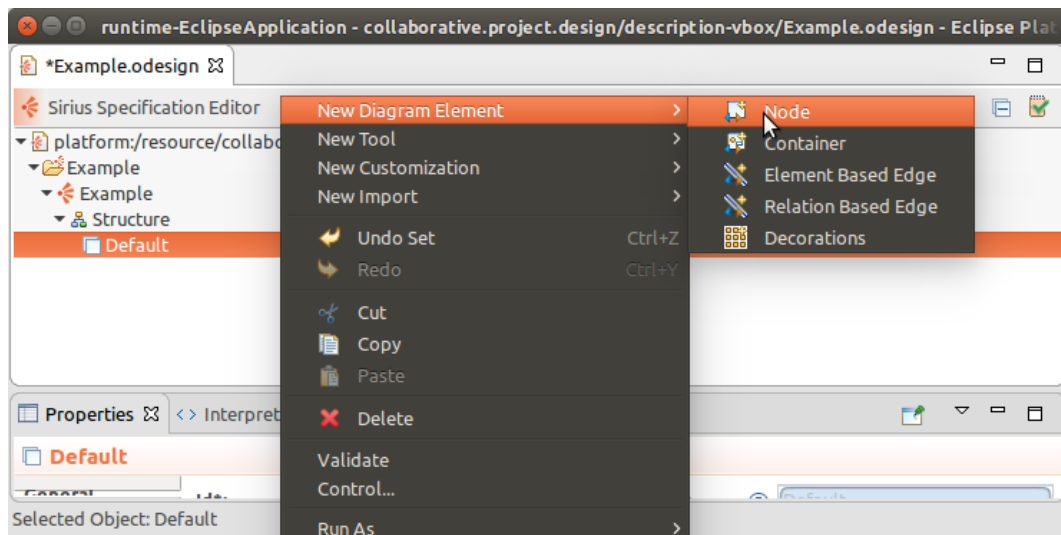 runtime-EclipseApplication - collaborative.project.design/description-vbox/Example.odesign - Eclipse Plat
*Example.odesign
Sirius Specification Editor
platform:/resource/collabo
Example
Example
Structure
Default
New Diagram Element
New Tool
New Customization
New Import
Undo Set Ctrl+Z
Redo Ctrl+Y
Cut
Copy
Paste
Delete
Validate
Control...
Run As
Node
Container
Element Based Edge
Relation Based Edge
Decorations
Properties <> Interpret
Default
General Id*: Default
Selected Object: Default